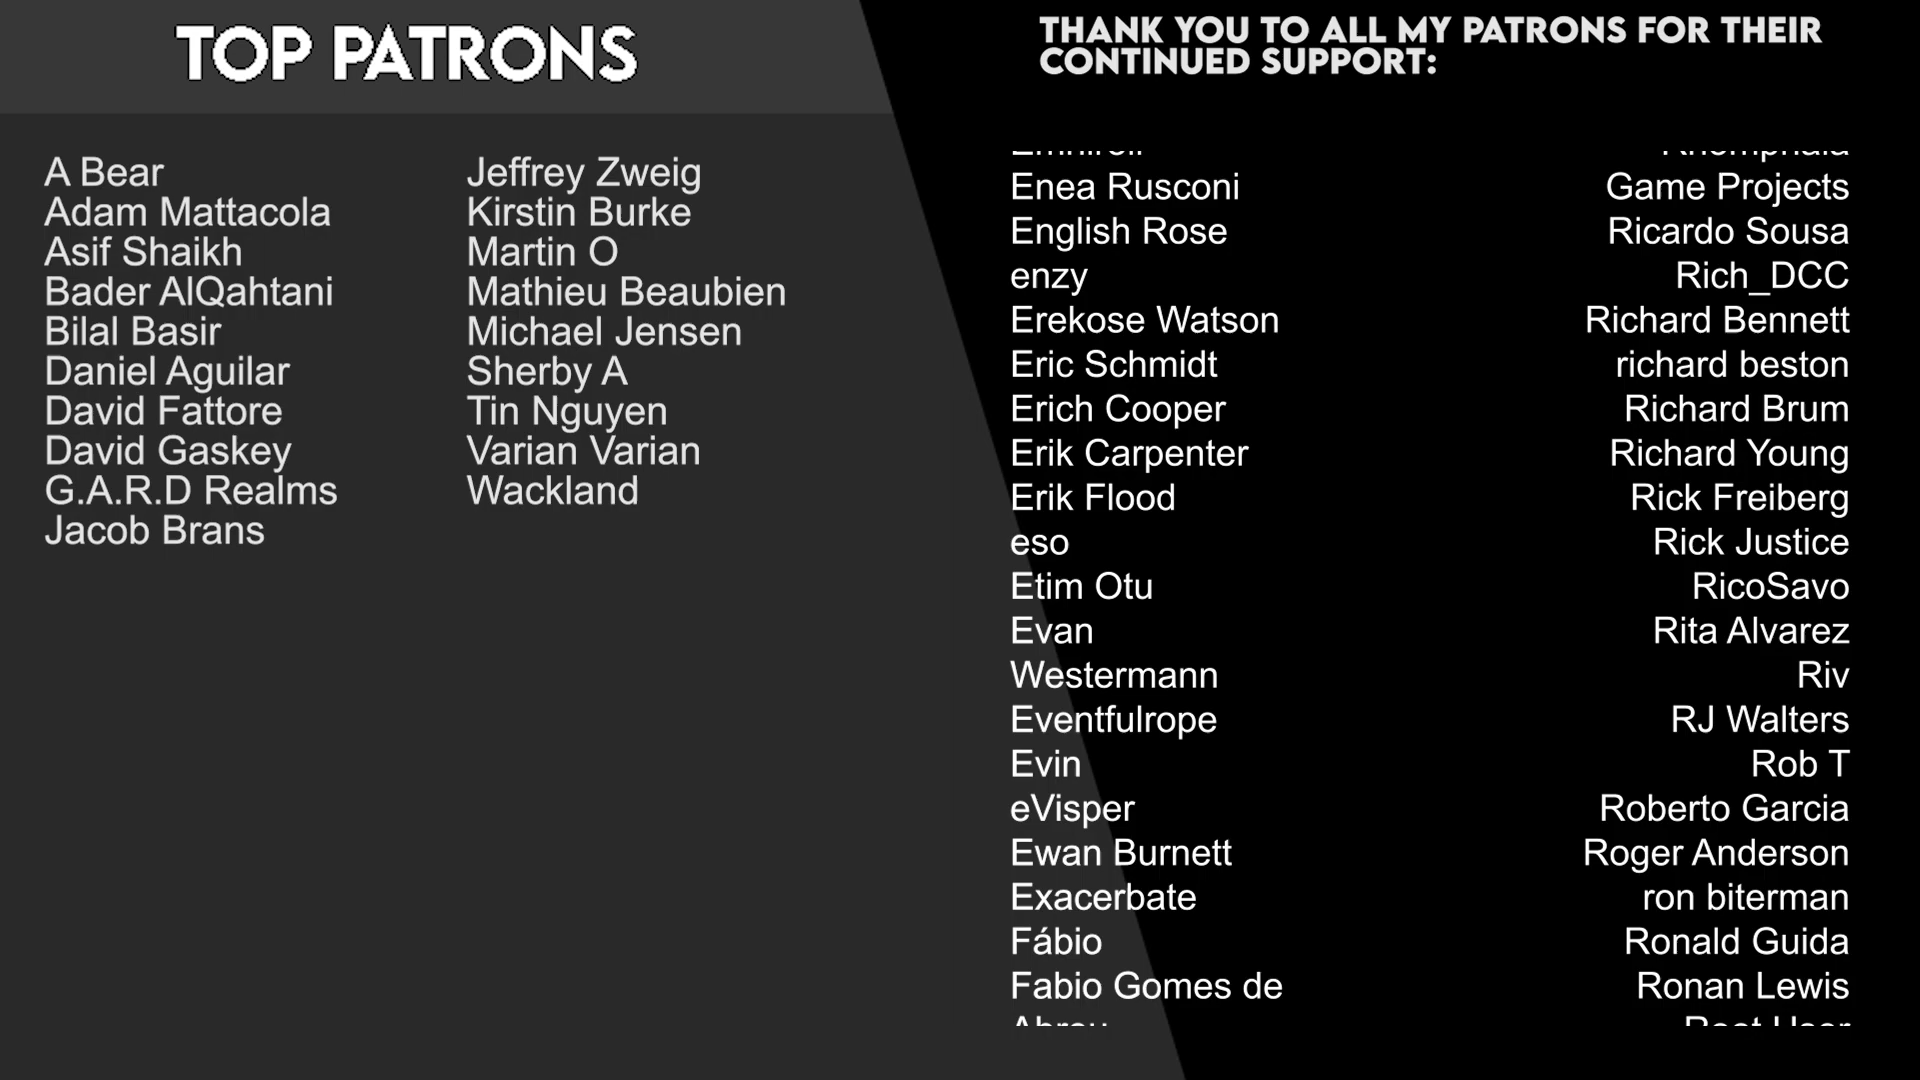 TOP PATRONS
A Bear
Adam Mattacola
Asif Shaikh
Bader AlQahtani
Bilal Basir
Daniel Aguilar
David Fattore
David Gaskey
G.A.R.D Realms
Jacob Brans
Jeffrey Zweig
Kirstin Burke
Martin O
Mathieu Beaubien
Michael Jensen
Sherby A
Tin Nguyen
Varian Varian
Wackland
THANK YOU TO ALL MY PATRONS FOR THEIR
CONTINUED SUPPORT:
Enea Rusconi
English Rose
enzy
Erekose Watson
Eric Schmidt
Erich Cooper
Erik Carpenter
Erik Flood
eso
Etim Otu
Evan
Westermann
Eventfulrope
Evin
eVisper
Ewan Burnett
Exacerbate
Fábio
Fabio Gomes de
Game Projects
Ricardo Sousa
Rich_DCC
Richard Bennett
richard beston
Richard Brum
Richard Young
Rick Freiberg
Rick Justice
RicoSavo
Rita Alvarez
Riv
RJ Walters
Rob T
Roberto Garcia
Roger Anderson
ron biterman
Ronald Guida
Ronan Lewis